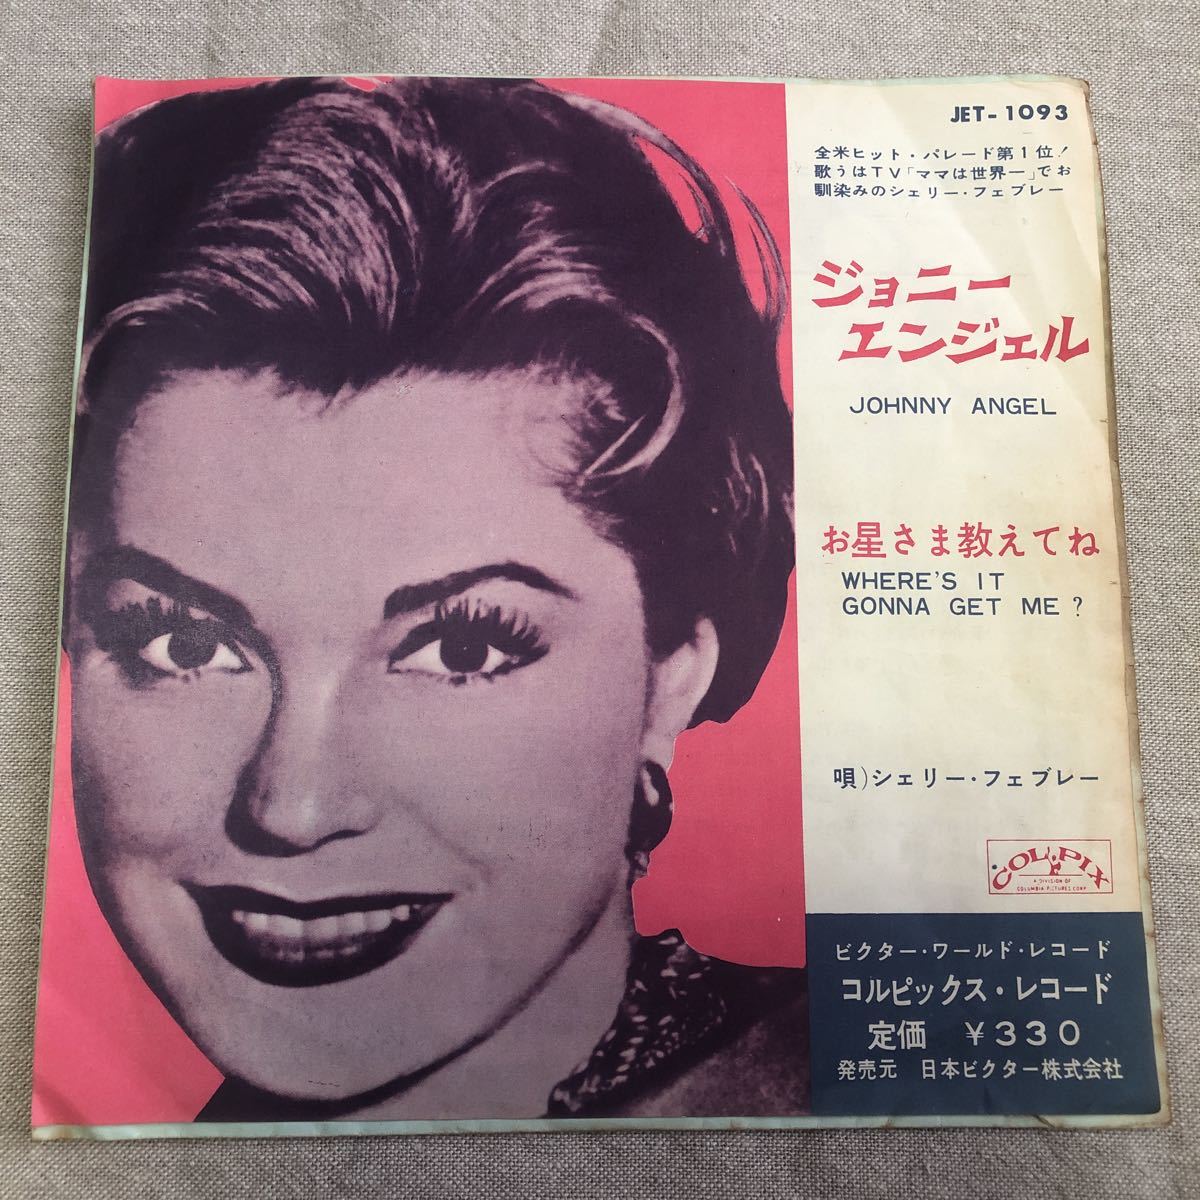 JET-1093
全米ヒット・パレード第1位!
歌うはTV「ママは世界一」でお
馴染みのシェリー・フェブレー
ジョニー
エンジェル
JOHNNY ANGEL
お星さま教えてね
WHERE'S IT
GONNA GET ME?
唄)シェリー・フェブレー
COLPIX
A DIVISION OF
COLUMBIA PICTURES CORP.
ビクター・ワールド・レコード
コルピックス・レコード
定価 ¥330
発売元 日本ビクター株式会社